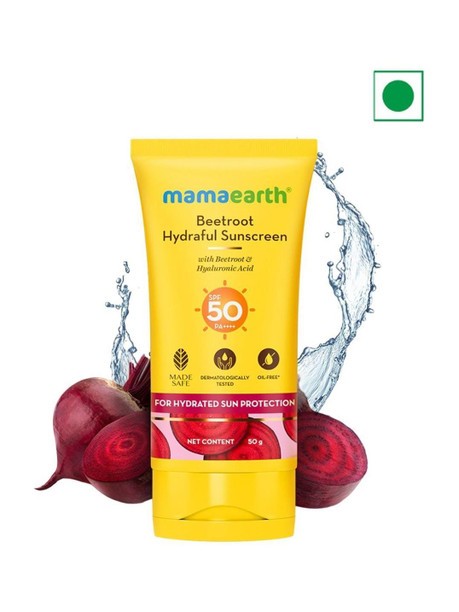 mamaearth®
Beetroot
Hydraful Sunscreen
with Beetroot &
Hyaluronic Acid
SPF
50
PA++++
MADE
SAFE
DERMATOLOGICALLY
TESTED
OIL-FREE*
FOR HYDRATED SUN PROTECTION
NET CONTENT 50 g